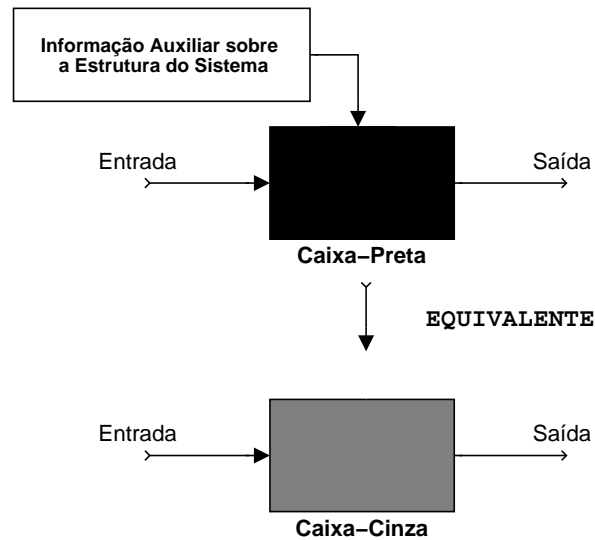 Informação Auxiliar sobre
a Estrutura do Sistema
Entrada
Saída
Caixa−Preta
EQUIVALENTE
Entrada
Saída
Caixa−Cinza